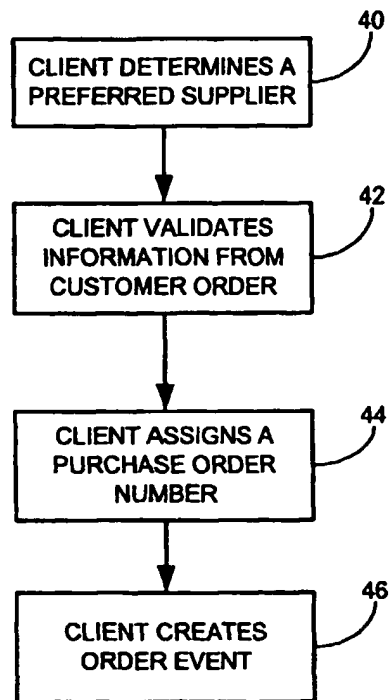 40
CLIENT DETERMINES A
PREFERRED SUPPLIER
42
CLIENT VALIDATES
INFORMATION FROM
CUSTOMER ORDER
44
CLIENT ASSIGNS A
PURCHASE ORDER
NUMBER
46
CLIENT CREATES
ORDER EVENT